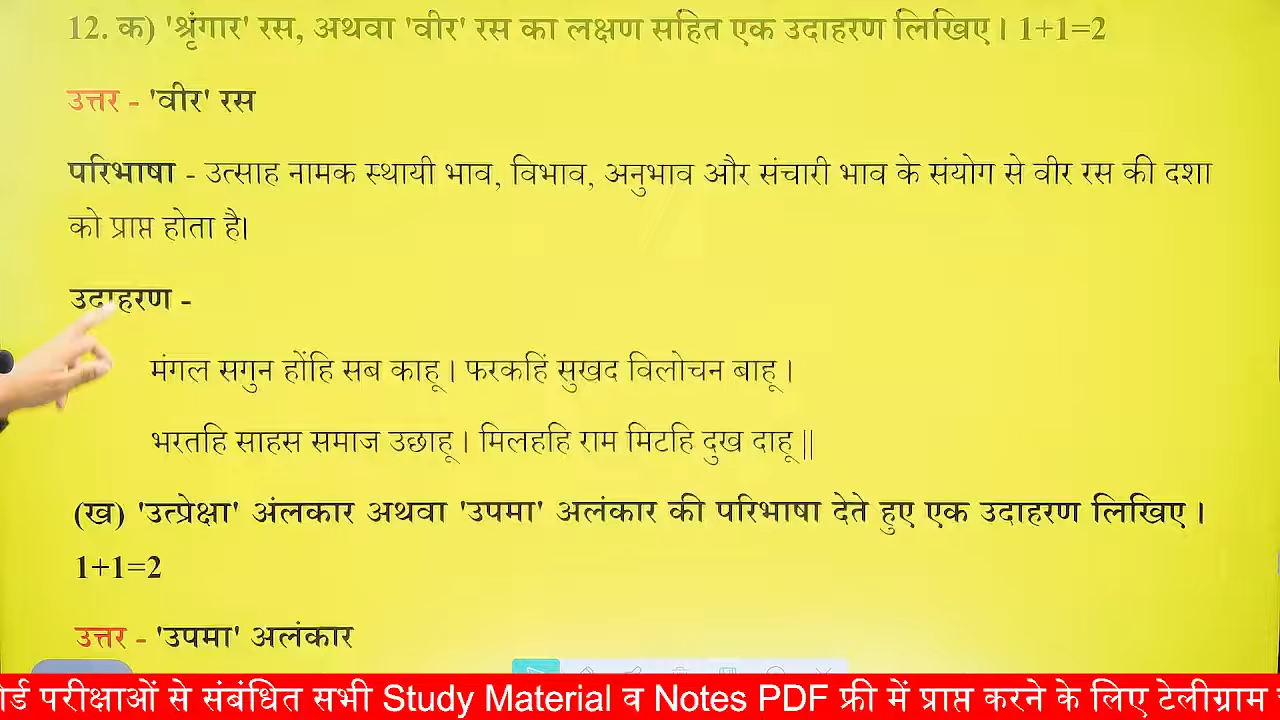 12. क) 'श्रृंगार' रस, अथवा 'वीर' रस का लक्षण सहित एक उदाहरण लिखिए। 1+1=2
उत्तर - 'वीर' रस
परिभाषा - उत्साह नामक स्थायी भाव, विभाव, अनुभाव और संचारी भाव के संयोग से वीर रस की दशा
को प्राप्त होता है।
उदाहरण -
मंगल सगुन होंहि सब काहू। फरकहिं सुखद विलोचन बाहू।
भरतहि साहस समाज उछाहू। मिलहहि राम मिटहि दुख दाहू||
(ख) 'उत्प्रेक्षा' अंलकार अथवा 'उपमा' अलंकार की परिभाषा देते हुए एक उदाहरण लिखिए।
1+1=2
उत्तर - 'उपमा' अलंकार
परीक्षाओं से संबंधित सभी Study Material व Notes PDF फ्री में प्राप्त करने के लिए टेलीग्राम